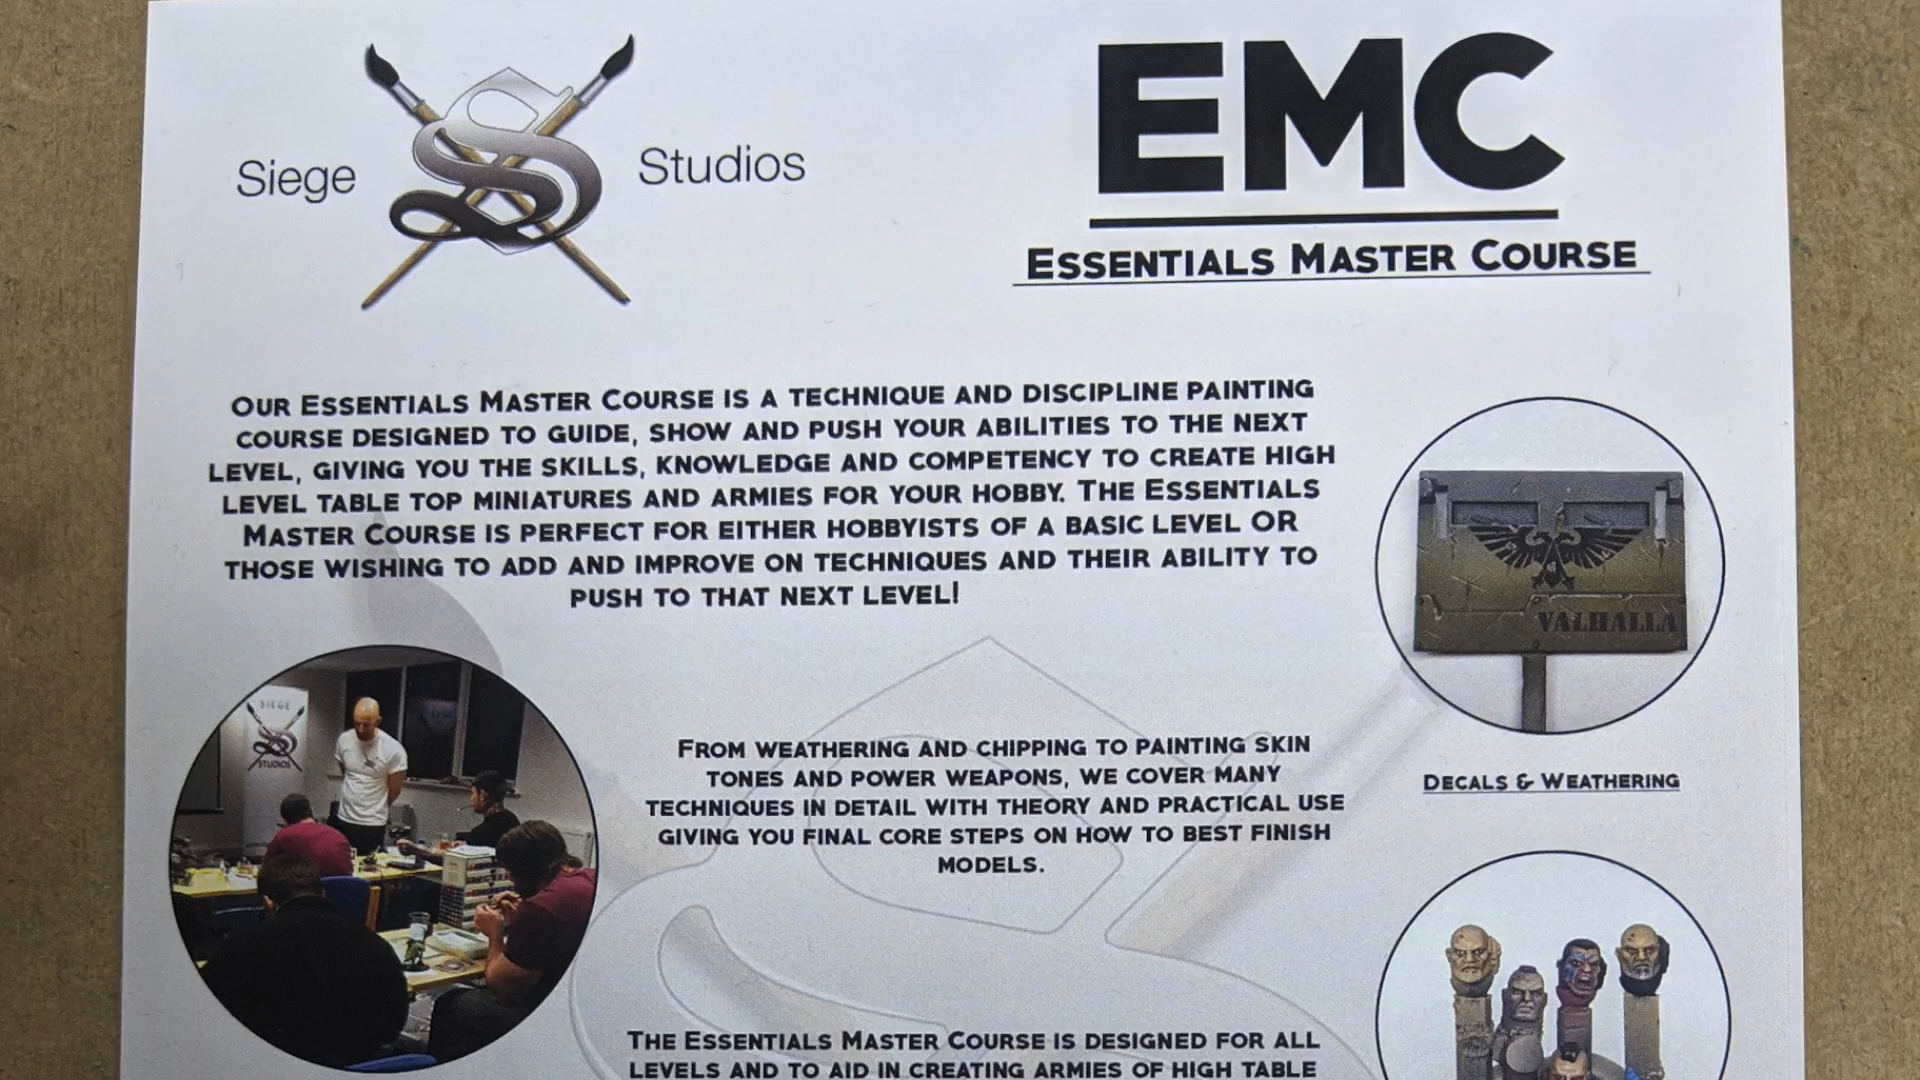 Siege Studios
EMC
Essentials Master Course
Our Essentials Master Course is a technique and discipline painting
course designed to guide, show and push your abilities to the next
level, giving you the skills, knowledge and competency to create high
level table top miniatures and armies for your hobby. The Essentials
Master Course is perfect for either hobbyists of a basic level or
those wishing to add and improve on techniques and their ability to
push to that next level!
VALHALLA
Decals & Weathering
SIEGE
STUDIOS
From weathering and chipping to painting skin
tones and power weapons, we cover many
techniques in detail with theory and practical use
giving you final core steps on how to best finish
models.
The Essentials Master Course is designed for all
levels and to aid in creating armies of high table